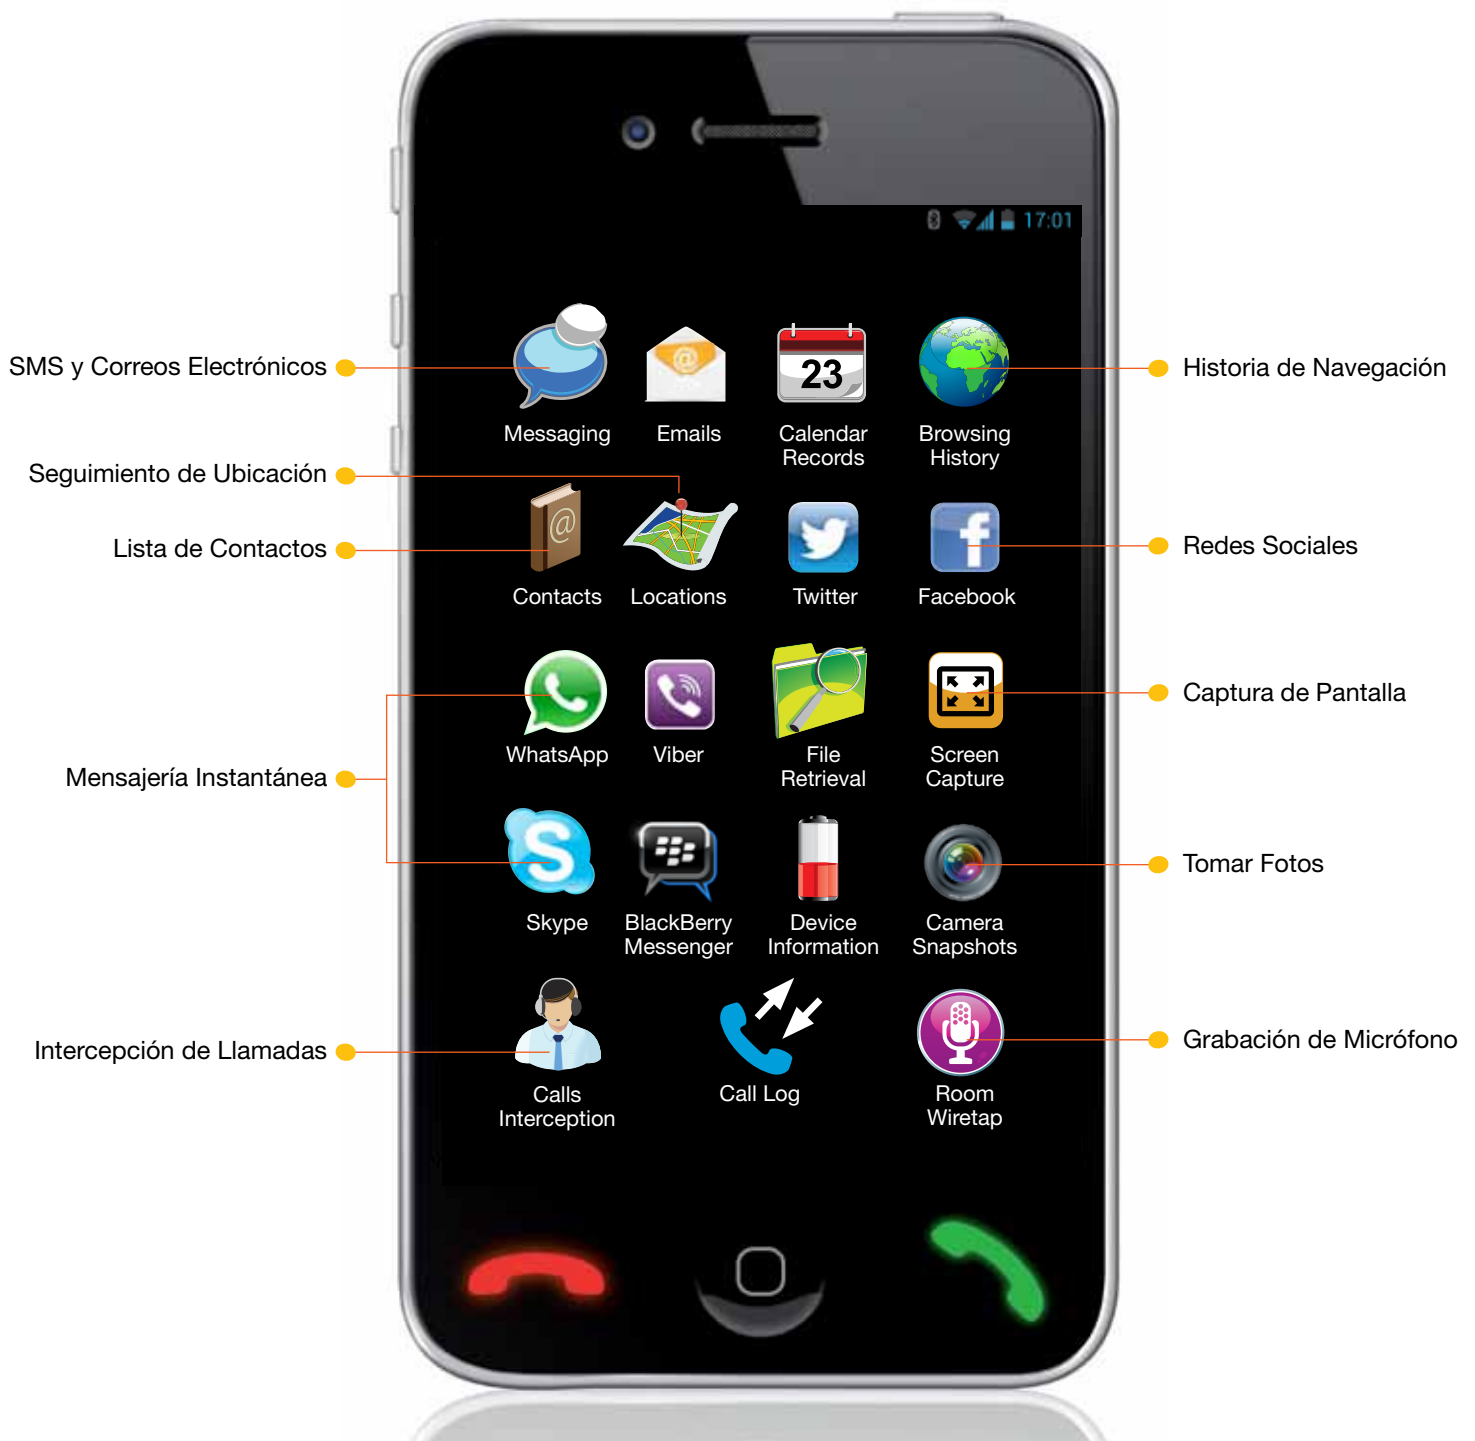 17:01
SMS y Correos Electrónicos
23
Historia de Navegación
Messaging
Emails
Calendar
Records
Browsing
History
Seguimiento de Ubicación
Lista de Contactos
@
Redes Sociales
Contacts
Locations
Twitter
Facebook
Captura de Pantalla
WhatsApp
Viber
File
Retrieval
Screen
Capture
Mensajería Instantánea
Tomar Fotos
Skype
BlackBerry
Messenger
Device
Information
Camera
Snapshots
Intercepción de Llamadas
Grabación de Micrófono
Calls
Interception
Call Log
Room
Wiretap